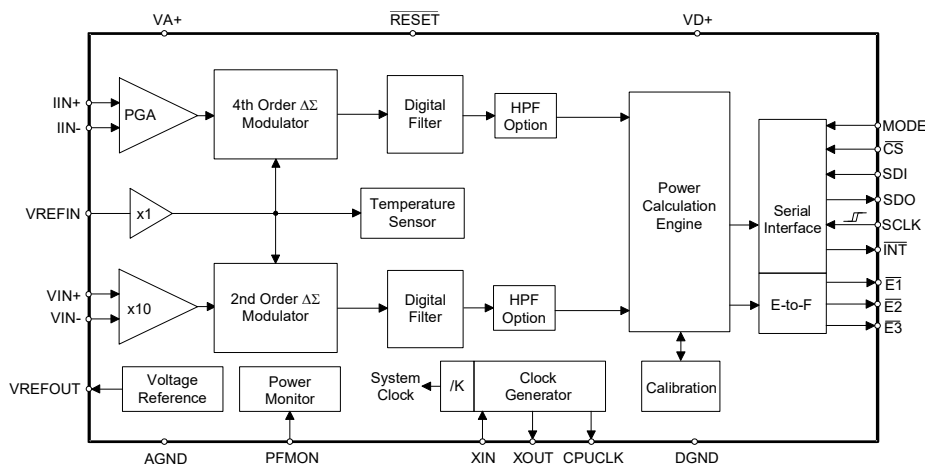 VA+
RESET
VD+
IIN+
IIN-
PGA
4th Order ΔΣ
Modulator
Digital
Filter
HPF
Option
VREFIN
x1
Temperature
Sensor
Power
Calculation
Engine
Serial
Interface
MODE
CS
SDI
SDO
SCLK
INT
VIN+
VIN-
x10
2nd Order ΔΣ
Modulator
Digital
Filter
HPF
Option
E-to-F
E1
E2
E3
VREFOUT
Voltage
Reference
Power
Monitor
System
Clock
/K
Clock
Generator
Calibration
AGND
PFMON
XIN
XOUT
CPUCLK
DGND